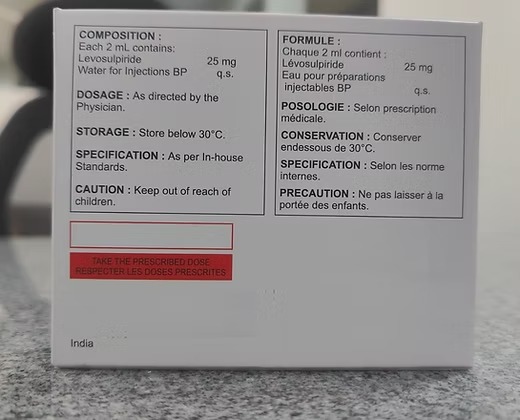 COMPOSITION :
Each 2 mL contains:
Levosulpiride 25 mg
Water for Injections BP q.s.
DOSAGE : As directed by the
Physician.
STORAGE : Store below 30°C.
SPECIFICATION : As per In-house
Standards.
CAUTION : Keep out of reach of
children.
FORMULE :
Chaque 2 ml contient :
Lévosulpiride 25 mg
Eau pour préparations
injectables BP q.s.
POSOLOGIE : Selon prescription
médicale.
CONSERVATION : Conserver
endessous de 30°C.
SPECIFICATION : Selon les norme
internes.
PRECAUTION : Ne pas laisser à la
portée des enfants.
TAKE THE PRESCRIBED DOSE
RESPECTER LES DOSES PRESCRITES
India